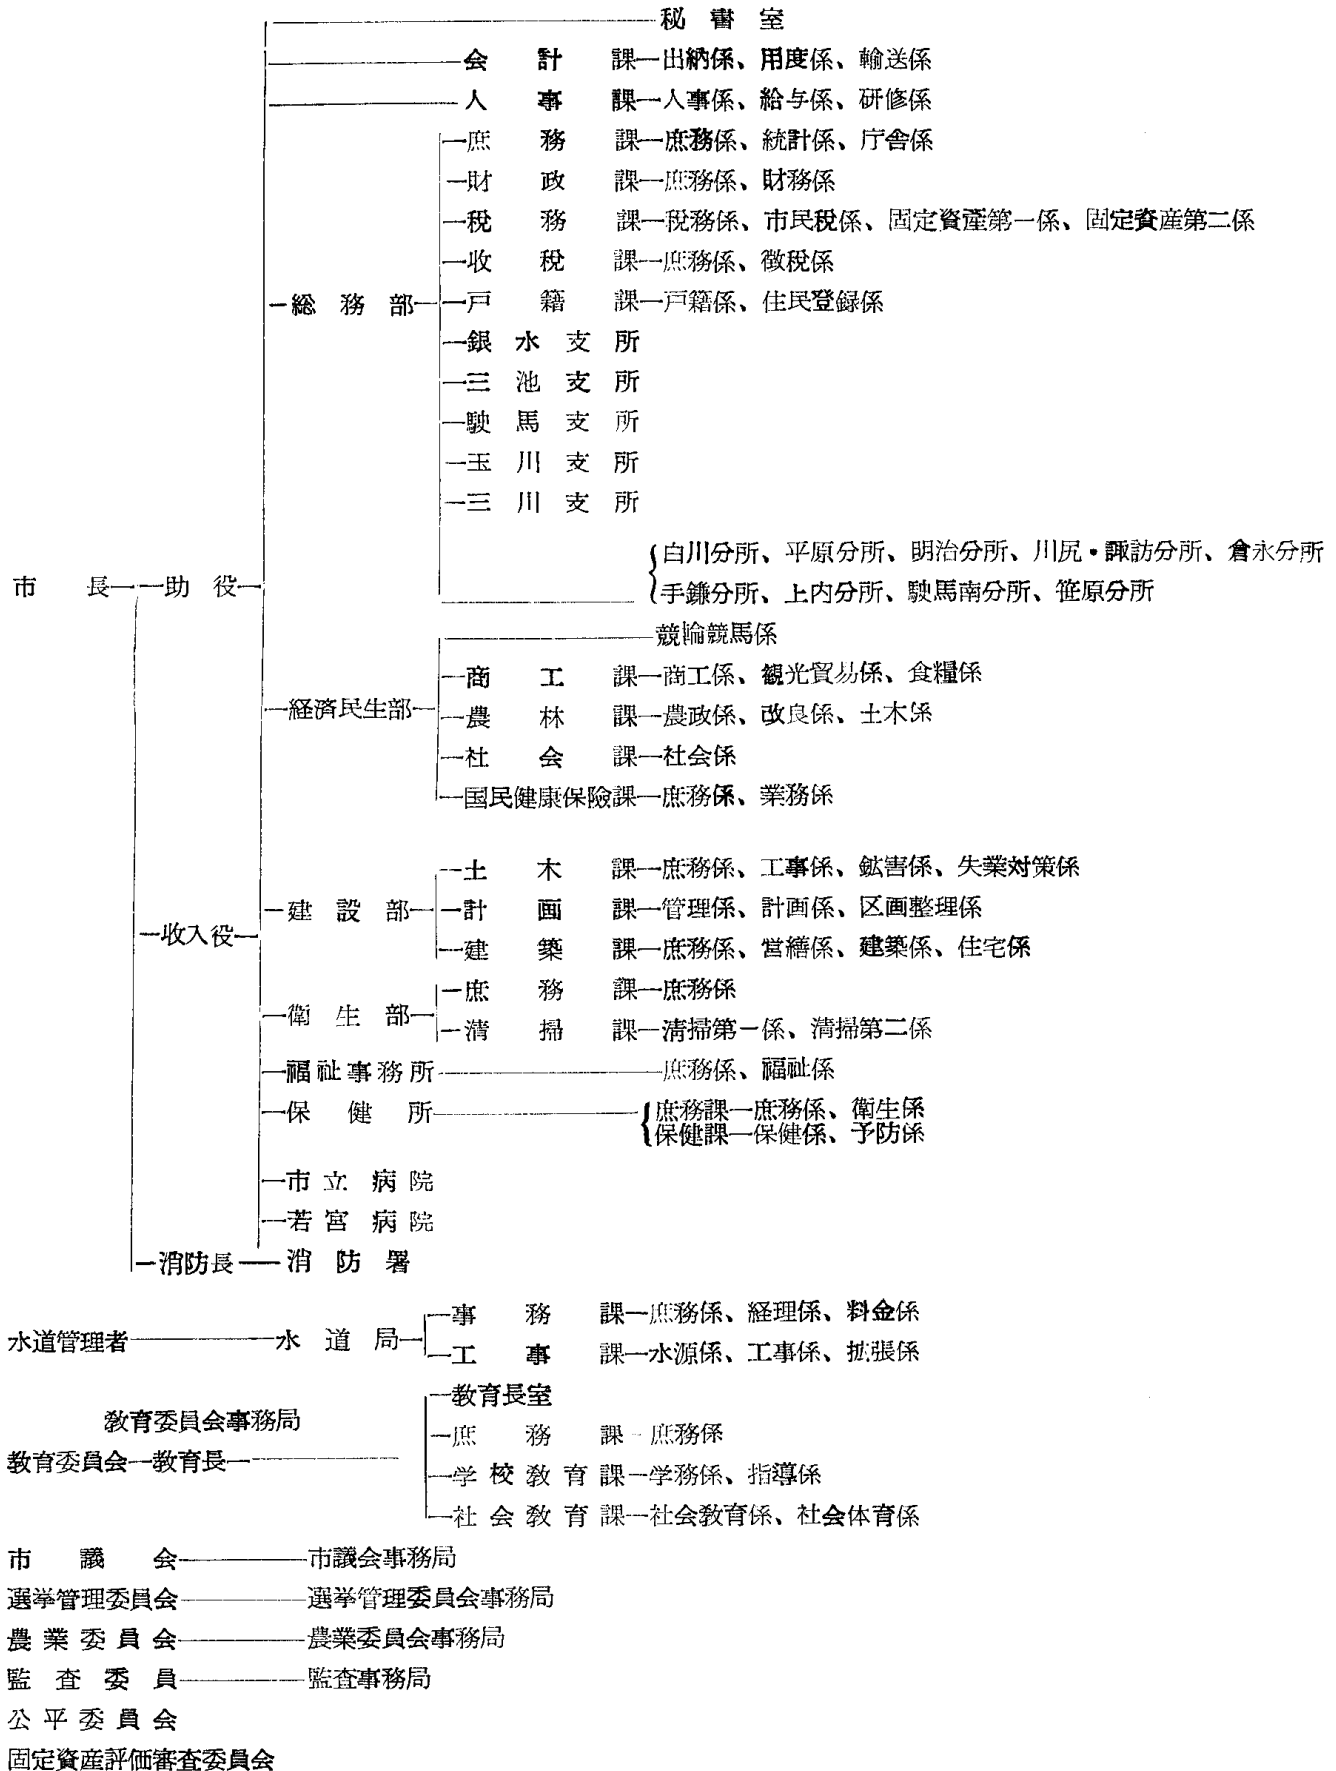 秘書室
会計課―出納係、用度係、輸送係
人事課―人事係、給与係、研修係
庶務課―庶務係、統計係、庁舎係
財政課―庶務係、財務係
税務課―税務係、市民税係、固定資産第一係、固定資産第二係
収税課―庶務係、徴税係
総務部―戸籍課―戸籍係、住民登録係
銀水支所
三池支所
駛馬支所
玉川支所
三川支所
白川分所、平原分所、明治分所、川尻・諏訪分所、倉永分所
市長―助役
手鎌分所、上内分所、駛馬南分所、笹原分所
競輪競馬係
商工課―商工係、観光貿易係、食糧係
経済民生部―農林課―農政係、改良係、土木係
社会課―社会係
国民健康保険課―庶務係、業務係
土木課―庶務係、工事係、鉱害係、失業対策係
建設部―計画課―管理係、計画係、区画整理係
収入役
建築課―庶務係、営繕係、建築係、住宅係
庶務課―庶務係
衛生部
清掃課―清掃第一係、清掃第二係
福祉事務所―庶務係、福祉係
保健所
庶務課―庶務係、衛生係
保健課―保健係、予防係
市立病院
若宮病院
消防長―消防署
事務課―庶務係、経理係、料金係
水道管理者―水道局
工事課―水源係、工事係、拡張係
教育長室
教育委員会事務局
庶務課―庶務係
教育委員会―教育長―
学校教育課―学務係、指導係
社会教育課―社会教育係、社会体育係
市議会―市議会事務局
選挙管理委員会―選挙管理委員会事務局
農業委員会―農業委員会事務局
監査委員―監査事務局
公平委員会
固定資産評価審査委員会